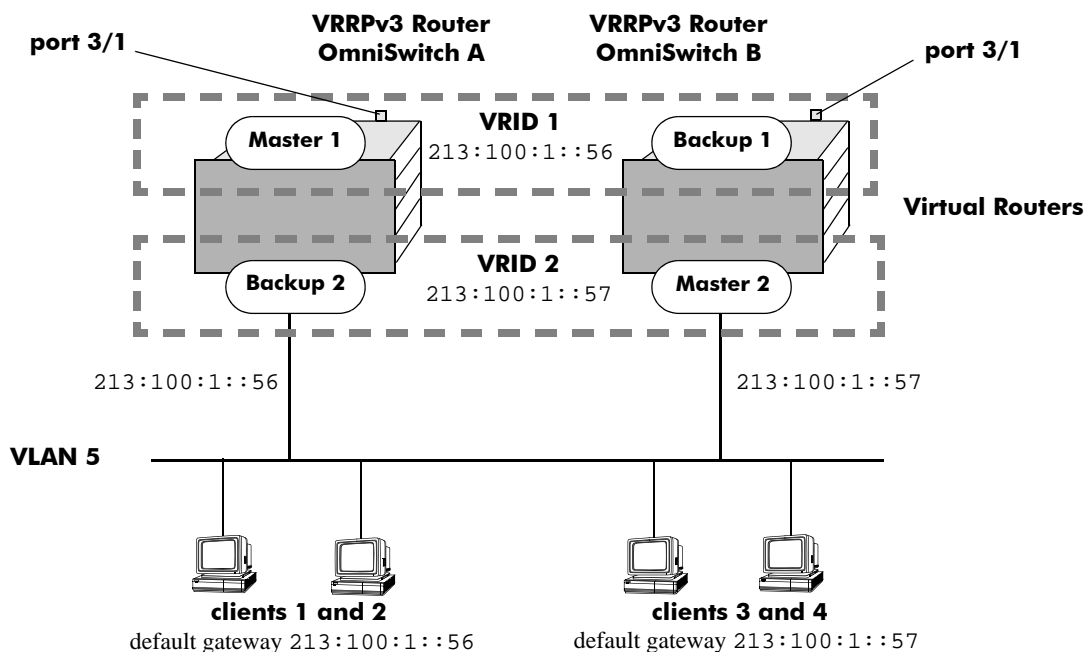 VRRPv3 Router
OmniSwitch A
VRRPv3 Router
OmniSwitch B
port 3/1
port 3/1
Master 1
VRID 1
213:100:1::56
Backup 1
Virtual Routers
Backup 2
VRID 2
213:100:1::57
Master 2
213:100:1::56
213:100:1::57
VLAN 5
clients 1 and 2
default gateway 213:100:1::56
clients 3 and 4
default gateway 213:100:1::57